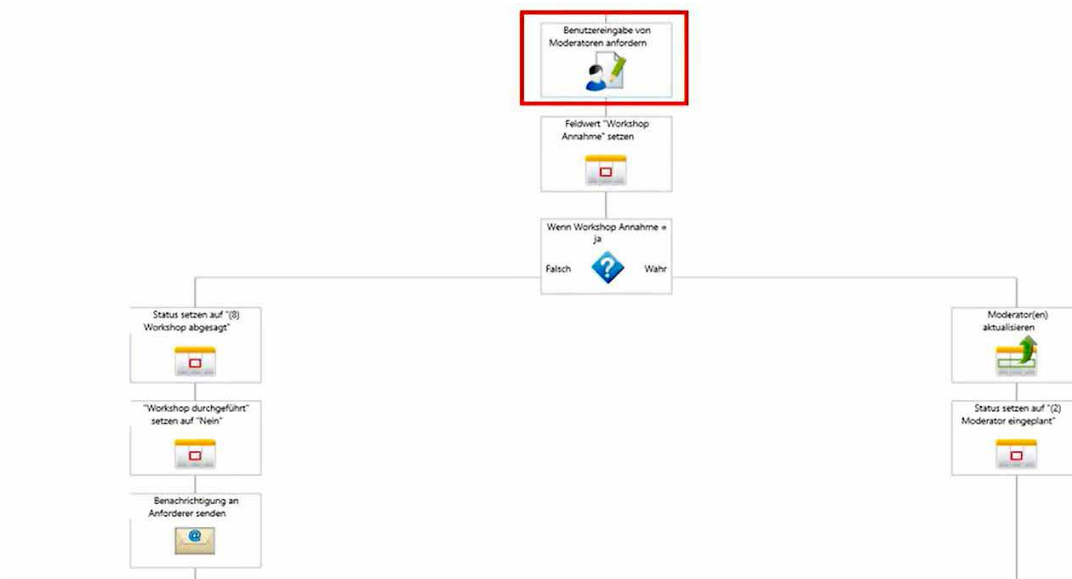 Benutzereingabe von
Moderatoren anfordern
Feldwert "Workshop
Annahme" setzen
Wenn Workshop Annahme =
ja
Falsch
Wahr
Status setzen auf "(8)
Workshop abgesagt"
Moderator(en)
aktualisieren
"Workshop durchgeführt"
setzen auf "Nein"
Status setzen auf "(2)
Moderator eingeplant"
Benachrichtigung an
Anforderer senden